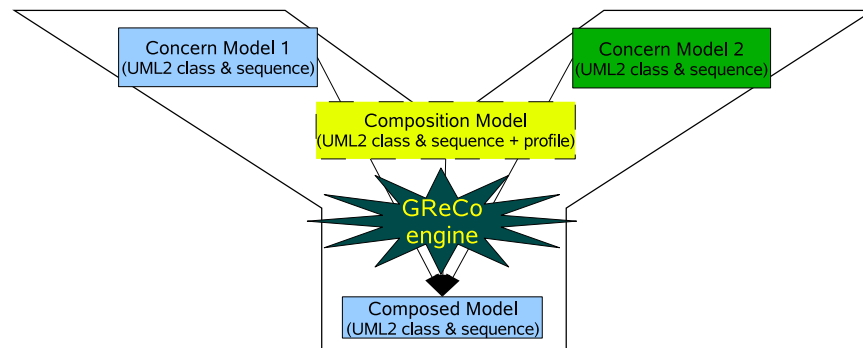 Concern Model 1
(UML2 class & sequence)
Concern Model 2
(UML2 class & sequence)
Composition Model
(UML2 class & sequence + profile)
GReCo
engine
Composed Model
(UML2 class & sequence)